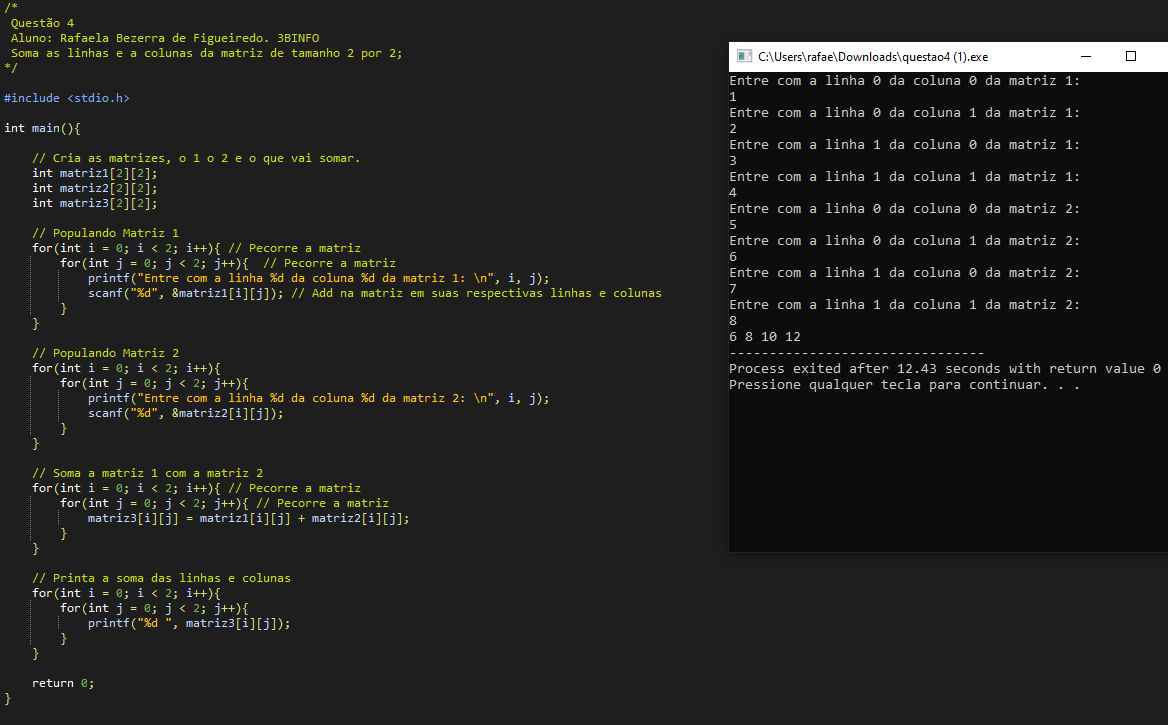 /*
Questão 4
Aluno: Rafaela Bezerra de Figueiredo. 3BINFO
Soma as linhas e a colunas da matriz de tamanho 2 por 2;
*/
#include <stdio.h>
int main(){
// Cria as matrizes, o 1 o 2 e o que vai somar.
int matriz1[2][2];
int matriz2[2][2];
int matriz3[2][2];
// Populando Matriz 1
for(int i = 0; i < 2; i++){ // Pecorre a matriz
for(int j = 0; j < 2; j++){  // Pecorre a matriz
printf("Entre com a linha %d da coluna %d da matriz 1: \n", i, j);
scanf("%d", &matriz1[i][j]); // Add na matriz em suas respectivas linhas e colunas
}
}
// Populando Matriz 2
for(int i = 0; i < 2; i++){
for(int j = 0; j < 2; j++){
printf("Entre com a linha %d da coluna %d da matriz 2: \n", i, j);
scanf("%d", &matriz2[i][j]);
}
}
// Soma a matriz 1 com a matriz 2
for(int i = 0; i < 2; i++){ // Pecorre a matriz
for(int j = 0; j < 2; j++){ // Pecorre a matriz
matriz3[i][j] = matriz1[i][j] + matriz2[i][j];
}
}
// Printa a soma das linhas e colunas
for(int i = 0; i < 2; i++){
for(int j = 0; j < 2; j++){
printf("%d ", matriz3[i][j]);
}
}
return 0;
}
C:\Users\rafae\Downloads\questao4 (1).exe
Entre com a linha 0 da coluna 0 da matriz 1:
1
Entre com a linha 0 da coluna 1 da matriz 1:
2
Entre com a linha 1 da coluna 0 da matriz 1:
3
Entre com a linha 1 da coluna 1 da matriz 1:
4
Entre com a linha 0 da coluna 0 da matriz 2:
5
Entre com a linha 0 da coluna 1 da matriz 2:
6
Entre com a linha 1 da coluna 0 da matriz 2:
7
Entre com a linha 1 da coluna 1 da matriz 2:
8
6 8 10 12
--------------------------------
Process exited after 12.43 seconds with return value 0
Pressione qualquer tecla para continuar. . .